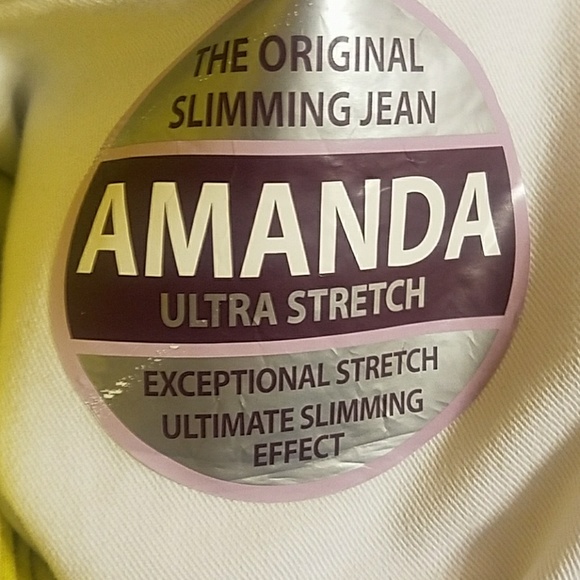 THE ORIGINAL
SLIMMING JEAN
AMANDA
ULTRA STRETCH
EXCEPTIONAL STRETCH
ULTIMATE SLIMMING
EFFECT